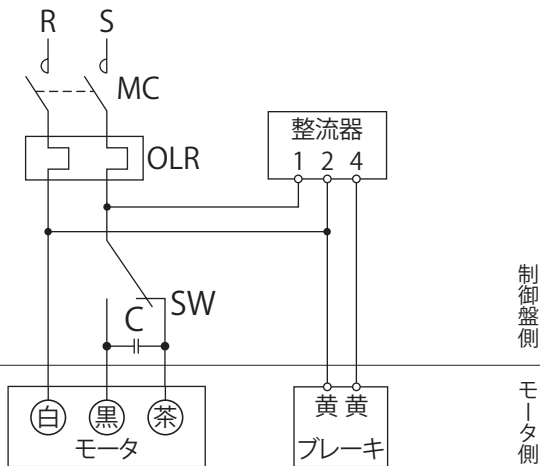 R S
MC
整流器
1 2 4
OLR
SW
C
制御盤側
モータ側
白 黒 茶
モータ
黄 黄
ブレーキ